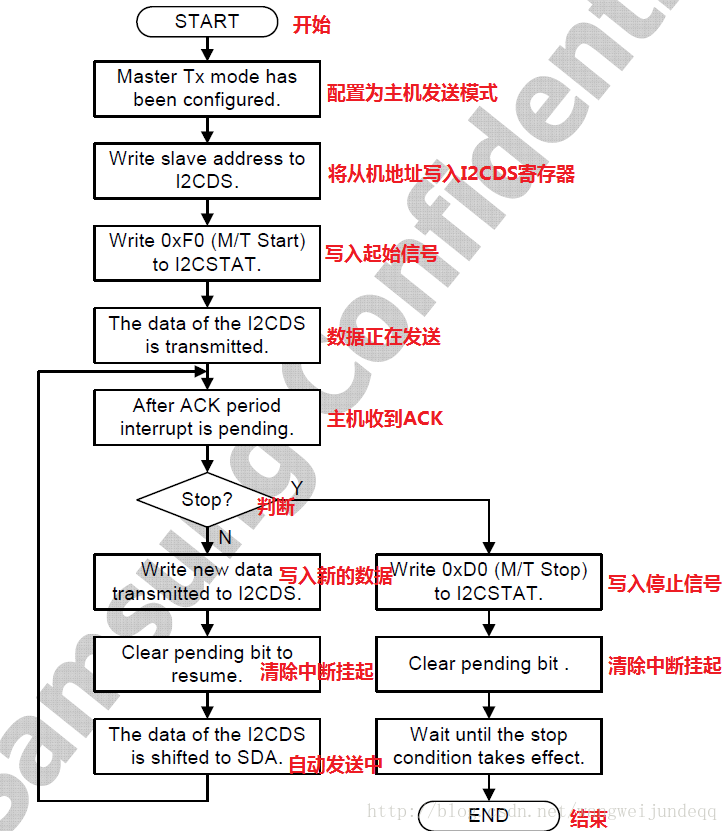 START
开始
Master Tx mode has
been configured.
配置为主机发送模式
Write slave address to
I2CDS.
将从机地址写入I2CDS寄存器
Write 0xF0 (M/T Start)
to I2CSTAT.
写入起始信号
The data of the I2CDS
is transmitted.
数据正在发送
After ACK period
interrupt is pending.
主机收到ACK
Stop?
判断
Y
N
Write new data
transmitted to I2CDS.
写入新的数据
Write 0xD0 (M/T Stop)
to I2CSTAT.
写入停止信号
Clear pending bit to
resume.
清除中断挂起
Clear pending bit .
清除中断挂起
The data of the I2CDS
is shifted to SDA.
自动发送中
Wait until the stop
condition takes effect.
END
结束
Samsung Confidenti